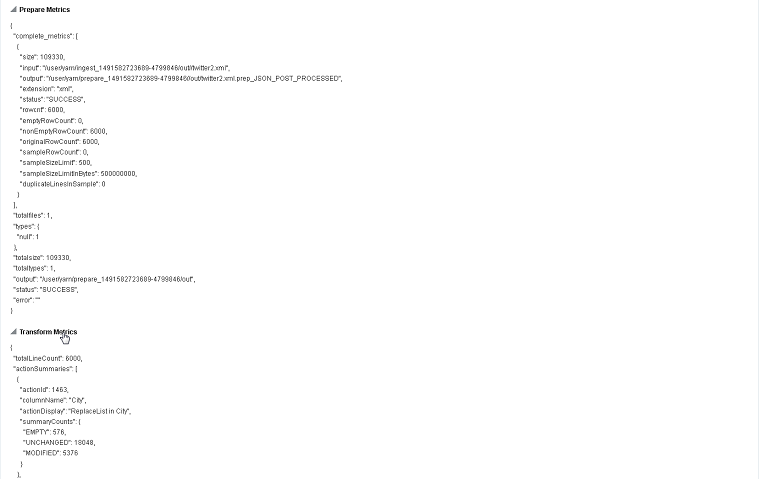 Prepare Metrics
{
"complete_metrics": [
{
"size": 109330,
"input": "/user/yarn/ingest_1491582723689-4799846/out/twitter2.xml",
"output": "/user/yarn/prepare_1491582723689-4799846//out/twitter2.xml.prep_JSON_POST_PROCESSED",
"extension": "xml",
"status": "SUCCESS",
"rowcnt": 6000,
"emptyRowCount": 0,
"nonEmptyRowCount": 6000,
"originalRowCount": 6000,
"sampleRowCount": 0,
"sampleSizeLimit": 500,
"sampleSizeLimitInBytes": 500000000,
"duplicateLinesInSample": 0
}
],
"totalfiles": 1,
"types": {
"null": 1
},
"totalsize": 109330,
"totaltypes": 1,
"output": "/user/yarn/prepare_1491582723689-4799846/out",
"status": "SUCCESS",
"error": ""
}
Transform Metrics
{
"totalLineCount": 6000,
"actionSummaries": [
{
"actionId": 1463,
"columnName": "City",
"actionDisplay": "ReplaceList in City",
"summaryCounts": {
"EMPTY": 576,
"UNCHANGED": 18048,
"MODIFIED": 5376
}
},